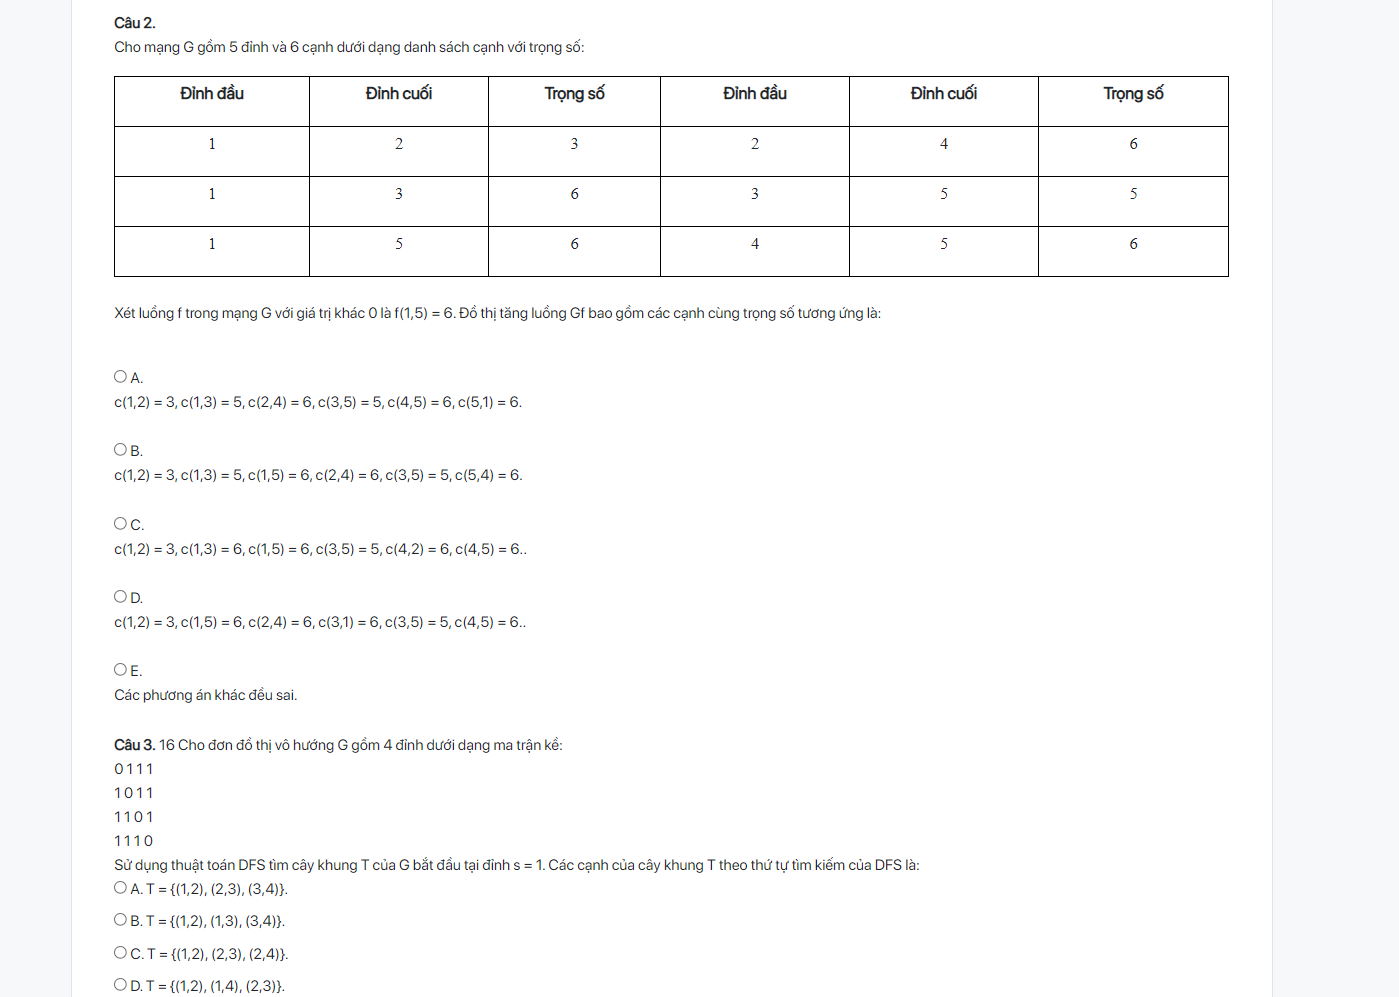 Câu 2.
Cho mạng G gồm 5 đỉnh và 6 cạnh dưới dạng danh sách cạnh với trọng số:
Đỉnh đầu Đỉnh cuối Trọng số Đỉnh đầu Đỉnh cuối Trọng số
1 2 3 2 4 6
1 3 6 3 5 5
1 5 6 4 5 6
Xét luồng f trong mạng G với giá trị khác 0 là f(1,5) = 6. Đồ thị tăng luồng Gf bao gồm các cạnh cùng trọng số tương ứng là:
A.
c(1,2) = 3, c(1,3) = 5, c(2,4) = 6, c(3,5) = 5, c(4,5) = 6, c(5,1) = 6.
B.
c(1,2) = 3, c(1,3) = 5, c(1,5) = 6, c(2,4) = 6, c(3,5) = 5, c(5,4) = 6.
C.
c(1,2) = 3, c(1,3) = 6, c(1,5) = 6, c(3,5) = 5, c(4,2) = 6, c(4,5) = 6..
D.
c(1,2) = 3, c(1,5) = 6, c(2,4) = 6, c(3,1) = 6, c(3,5) = 5, c(4,5) = 6..
E.
Các phương án khác đều sai.
Câu 3. 16 Cho đơn đồ thị vô hướng G gồm 4 đỉnh dưới dạng ma trận kề:
0 1 1 1
1 0 1 1
1 1 0 1
1 1 1 0
Sử dụng thuật toán DFS tìm cây khung T của G bắt đầu tại đỉnh s = 1. Các cạnh của cây khung T theo thứ tự tìm kiếm của DFS là:
A. T = {(1,2), (2,3), (3,4)}.
B. T = {(1,2), (1,3), (3,4)}.
C. T = {(1,2), (2,3), (2,4)}.
D. T = {(1,2), (1,4), (2,3)}.